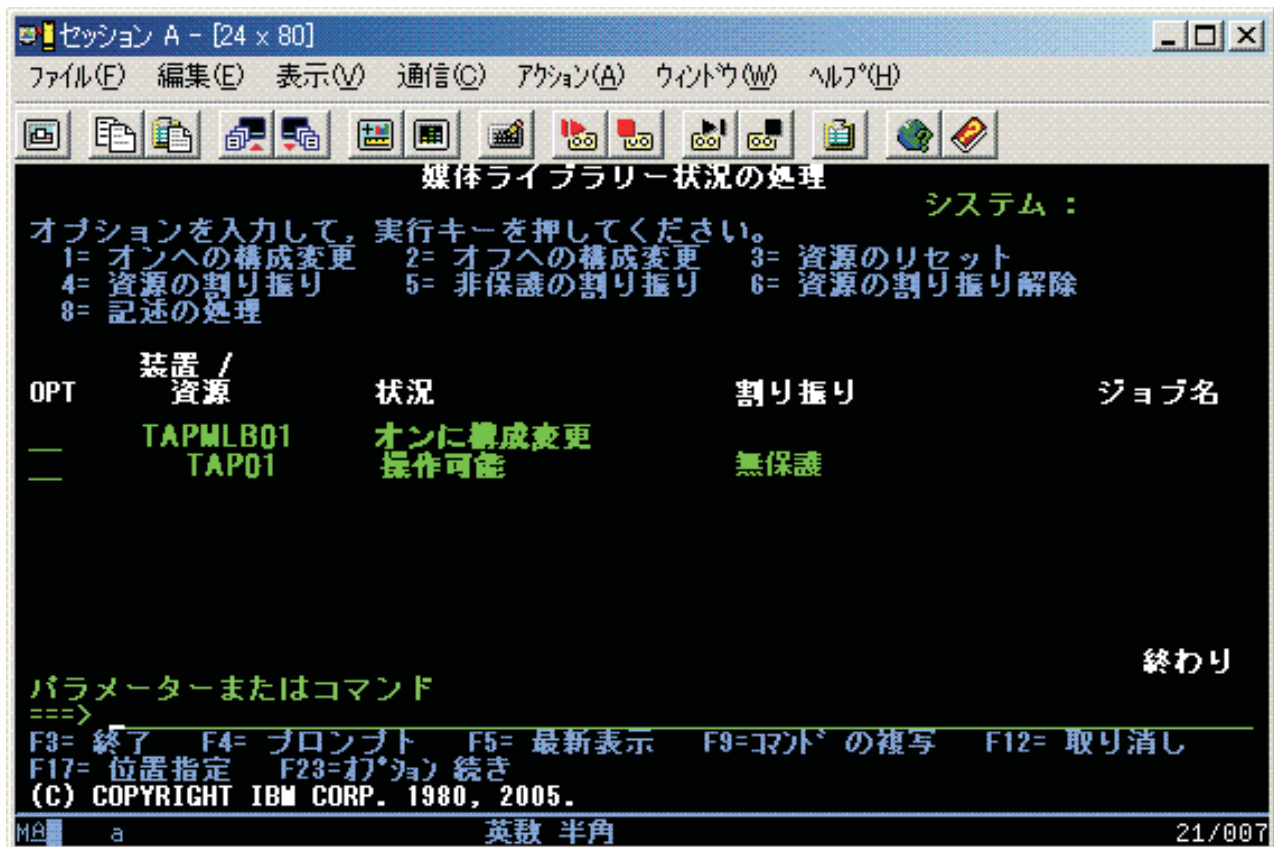 セッション A - [24 x 80]
ファイル(F) 編集(E) 表示(V) 通信(C) アクション(A) ウィンドウ(W) ヘルプ(H)
媒体ライブラリー状況の処理
システム :
オプションを入力して, 実行キーを押してください。
1= オンへの構成変更 2= オフへの構成変更 3= 資源のリセット
4= 資源の割り振り 5= 非保護の割り振り 6= 資源の割り振り解除
8= 記述の処理
装置 /
OPT 資源 状況 割り振り ジョブ名
__ TAPMLB01 オンに構成変更
__ TAP01 操作可能 無保護
終わり
パラメーターまたはコマンド
===>
F3= 終了 F4= プロンプト F5= 最新表示 F9=コマンド の複写 F12= 取り消し
F17= 位置指定 F23=オプション 続き
(C) COPYRIGHT IBM CORP. 1980, 2005.
MA a 英数 半角 21/007